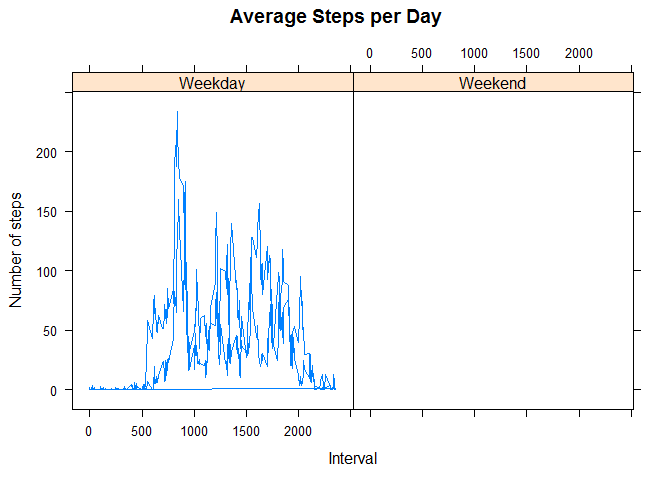 Average Steps per Day
0 500 1000 1500 2000
Weekday Weekend
200
150
100
50
0
Number of steps
0 500 1000 1500 2000
Interval